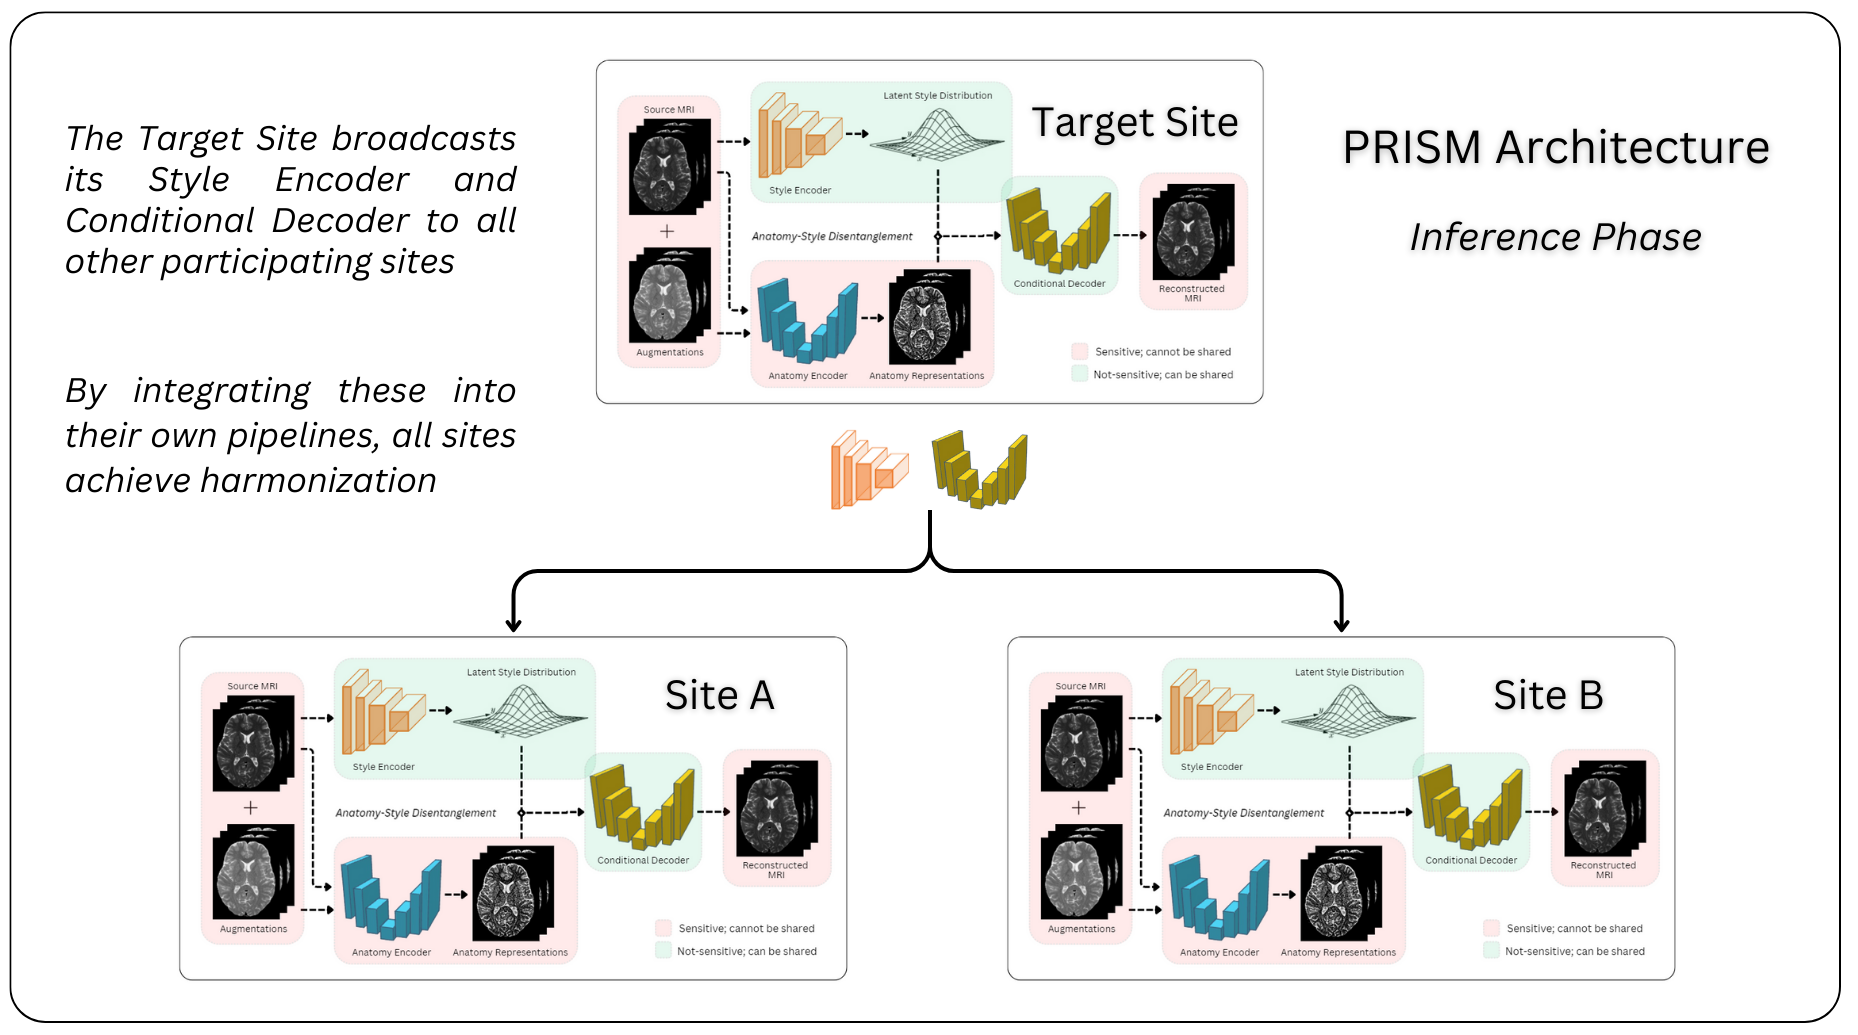 The Target Site broadcasts
its Style Encoder and
Conditional Decoder to all
other participating sites
By integrating these into
their own pipelines, all sites
achieve harmonization
PRISM Architecture
Inference Phase
Target Site
Source MRI
+
Augmentations
Latent Style Distribution
Style Encoder
Anatomy-Style Disentanglement
Anatomy Encoder
Anatomy Representations
Conditional Decoder
Reconstructed
MRI
Sensitive; cannot be shared
Not-sensitive; can be shared
Site A
Source MRI
+
Augmentations
Latent Style Distribution
Style Encoder
Anatomy-Style Disentanglement
Anatomy Encoder
Anatomy Representations
Conditional Decoder
Reconstructed
MRI
Sensitive; cannot be shared
Not-sensitive; can be shared
Site B
Source MRI
+
Augmentations
Latent Style Distribution
Style Encoder
Anatomy-Style Disentanglement
Anatomy Encoder
Anatomy Representations
Conditional Decoder
Reconstructed
MRI
Sensitive; cannot be shared
Not-sensitive; can be shared